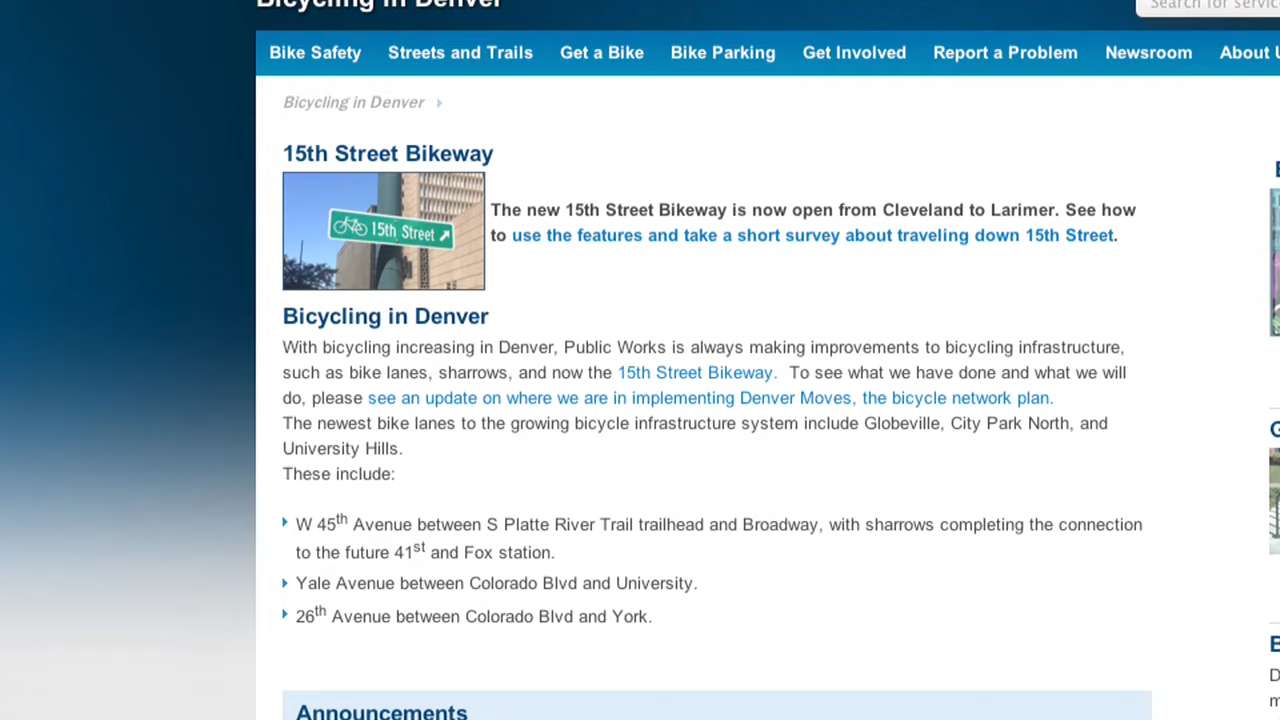 Bicycling in Denver
Search for
Bike Safety Streets and Trails Get a Bike Bike Parking Get Involved Report a Problem Newsroom About
Bicycling in Denver
15th Street Bikeway
15th Street
The new 15th Street Bikeway is now open from Cleveland to Larimer. See how
to use the features and take a short survey about traveling down 15th Street.
Bicycling in Denver
With bicycling increasing in Denver, Public Works is always making improvements to bicycling infrastructure,
such as bike lanes, sharrows, and now the 15th Street Bikeway. To see what we have done and what we will
do, please see an update on where we are in implementing Denver Moves, the bicycle network plan.
The newest bike lanes to the growing bicycle infrastructure system include Globeville, City Park North, and
University Hills.
These include:
W 45th Avenue between S Platte River Trail trailhead and Broadway, with sharrows completing the connection
to the future 41st and Fox station.
Yale Avenue between Colorado Blvd and University.
26th Avenue between Colorado Blvd and York.
Announcements